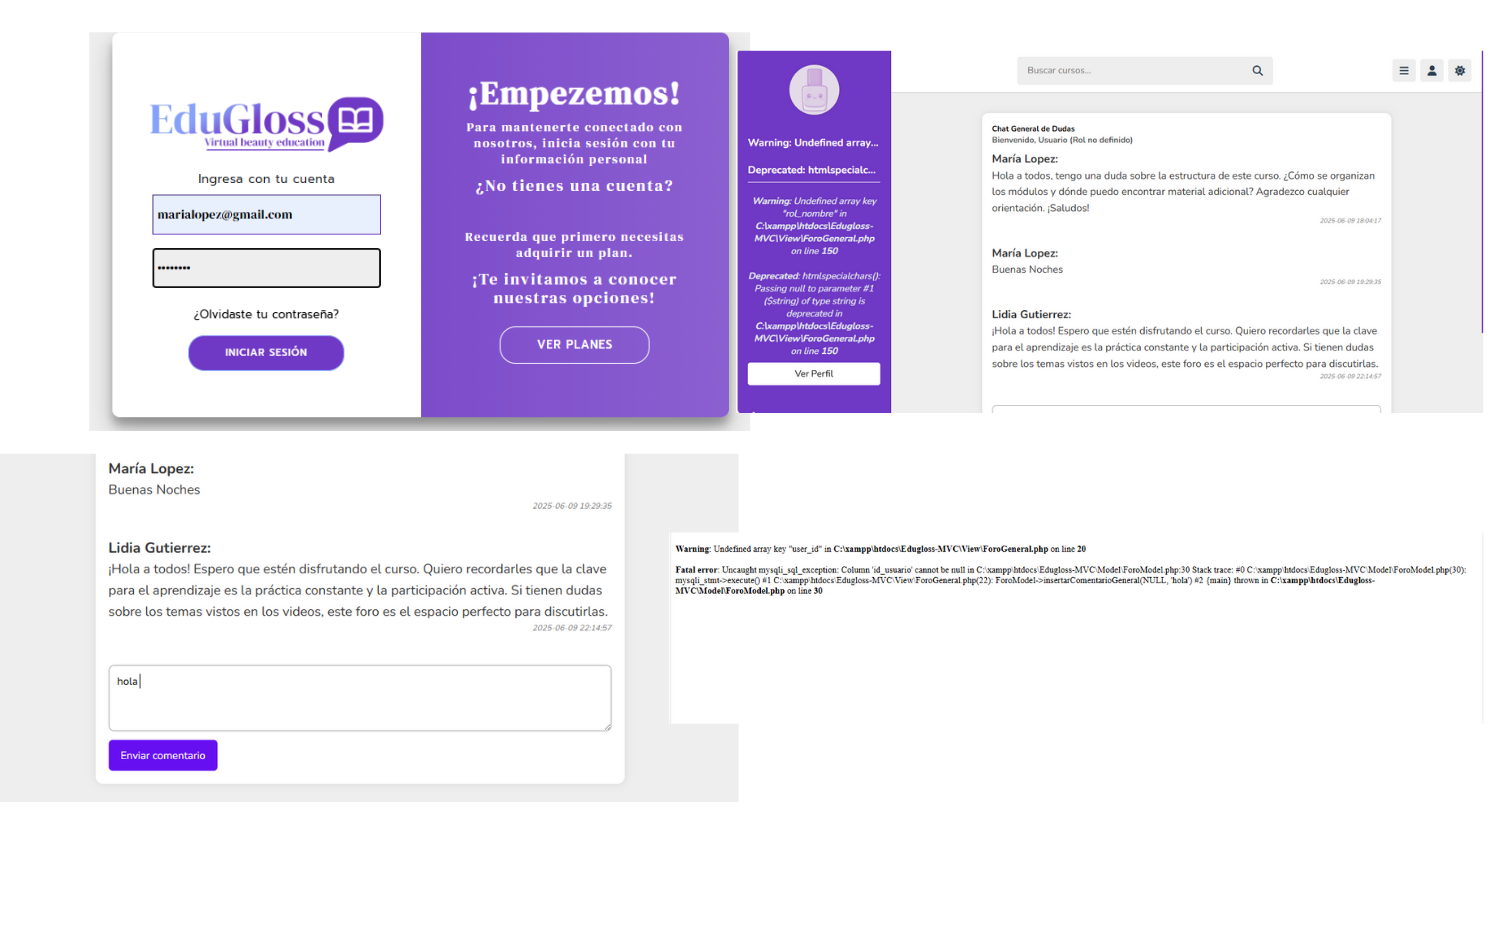 EduGloss
Virtual beauty education
Ingresa con tu cuenta
marialopez@gmail.com
••••••••
¿Olvidaste tu contraseña?
INICIAR SESIÓN
¡Empezemos!
Para mantenerte conectado con
nosotros, inicia sesión con tu
información personal
¿No tienes una cuenta?
Recuerda que primero necesitas
adquirir un plan.
¡Te invitamos a conocer
nuestras opciones!
VER PLANES
Warning: Undefined array...
Deprecated: htmlspecialc...
Warning: Undefined array key
"rol_nombre" in
C:\xampp\htdocs\Edugloss-
MVC\View\ForoGeneral.php
on line 150
Deprecated: htmlspecialchars():
Passing null to parameter #1
($string) of type string is
deprecated in
C:\xampp\htdocs\Edugloss-
MVC\View\ForoGeneral.php
on line 150
Ver Perfil
Buscar cursos...
Chat General de Dudas
Bienvenido, Usuario (Rol no definido)
María Lopez:
Hola a todos, tengo una duda sobre la estructura de este curso. ¿Cómo se organizan
los módulos y dónde puedo encontrar material adicional? Agradezco cualquier
orientación. ¡Saludos!
2025-06-09 18:04:17
María Lopez:
Buenas Noches
2025-06-09 19:29:35
Lidia Gutierrez:
¡Hola a todos! Espero que estén disfrutando el curso. Quiero recordarles que la clave
para el aprendizaje es la práctica constante y la participación activa. Si tienen dudas
sobre los temas vistos en los videos, este foro es el espacio perfecto para discutirlas.
2025-06-09 22:14:57
María Lopez:
Buenas Noches
2025-06-09 19:29:35
Lidia Gutierrez:
¡Hola a todos! Espero que estén disfrutando el curso. Quiero recordarles que la clave
para el aprendizaje es la práctica constante y la participación activa. Si tienen dudas
sobre los temas vistos en los videos, este foro es el espacio perfecto para discutirlas.
2025-06-09 22:14:57
hola
Enviar comentario
Warning: Undefined array key "user_id" in C:\xampp\htdocs\Edugloss-MVC\View\ForoGeneral.php on line 20
Fatal error: Uncaught mysqli_sql_exception: Column 'id_usuario' cannot be null in C:\xampp\htdocs\Edugloss-MVC\Model\ForoModel.php:30 Stack trace: #0 C:\xampp\htdocs\Edugloss-MVC\Model\ForoModel.php(30):
mysqli_stmt->execute() #1 C:\xampp\htdocs\Edugloss-MVC\View\ForoGeneral.php(22): ForoModel->insertarComentarioGeneral(NULL, 'hola') #2 {main} thrown in C:\xampp\htdocs\Edugloss-
MVC\Model\ForoModel.php on line 30